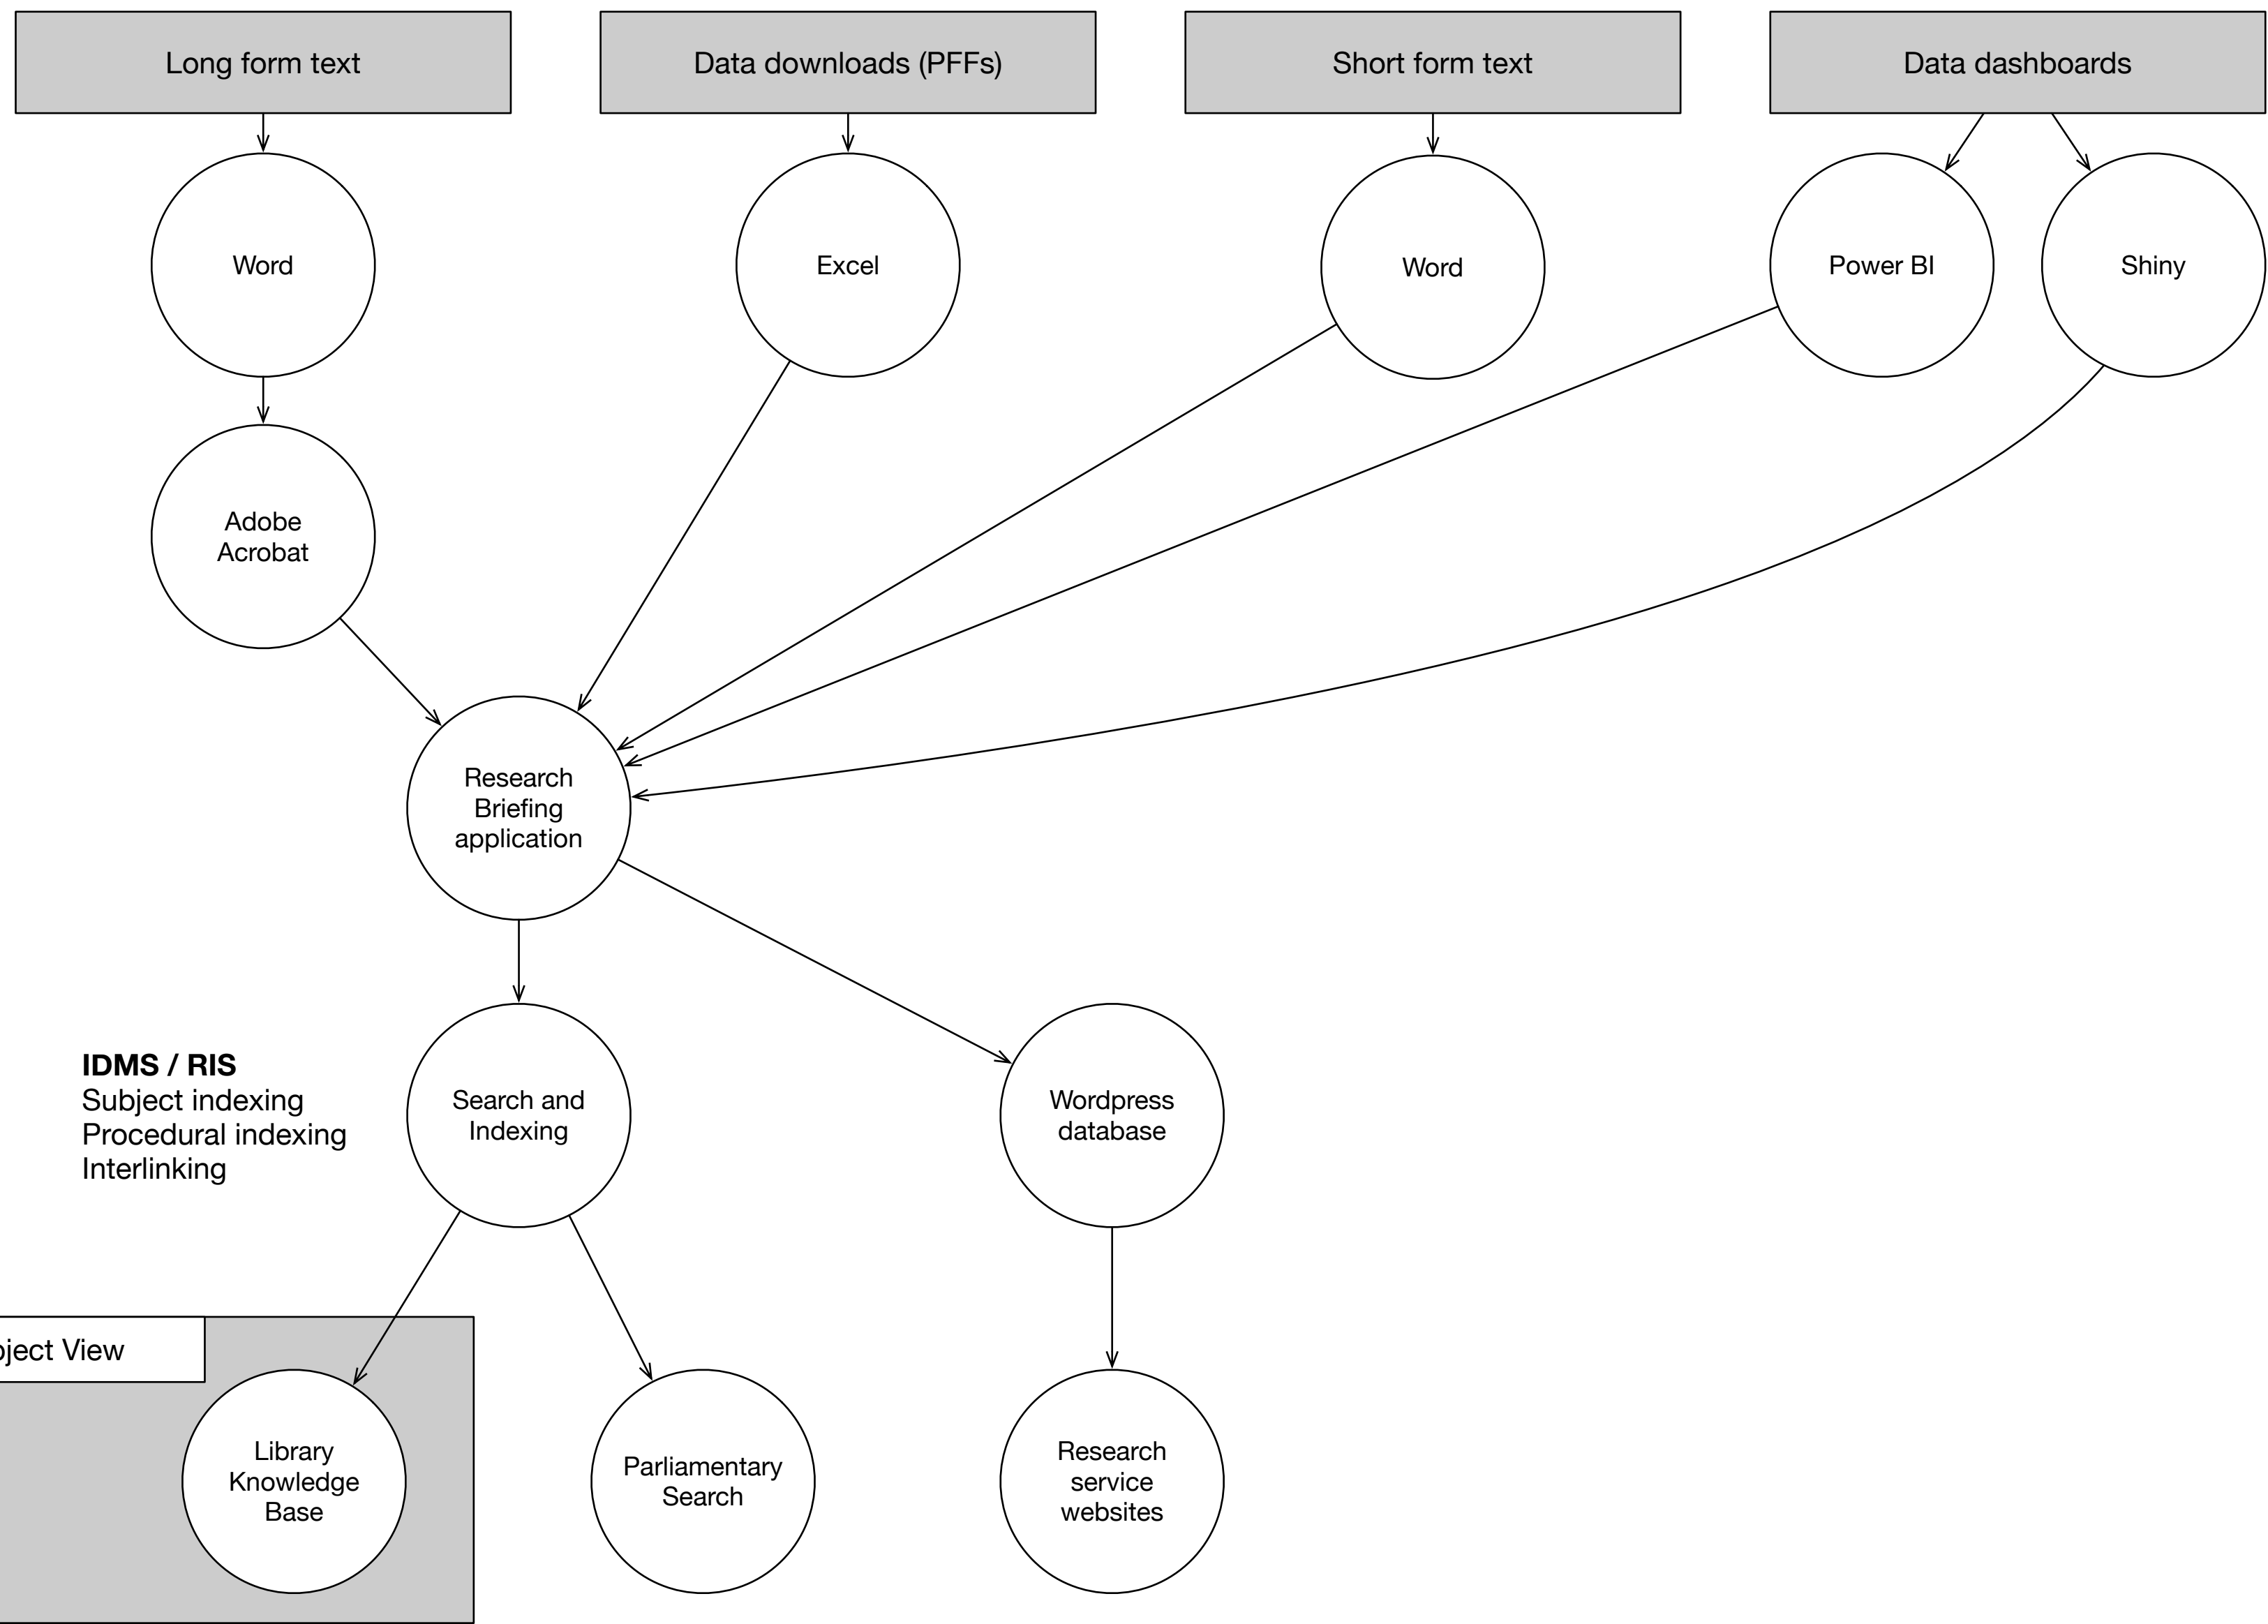 Long form text
Data downloads (PFFs)
Short form text
Data dashboards
Word
Excel
Word
Power BI
Shiny
Adobe
Acrobat
Research
Briefing
application
IDMS / RIS
Subject indexing
Procedural indexing
Interlinking
Search and
Indexing
Wordpress
database
View
Library
Knowledge
Base
Parliamentary
Search
Research
service
websites